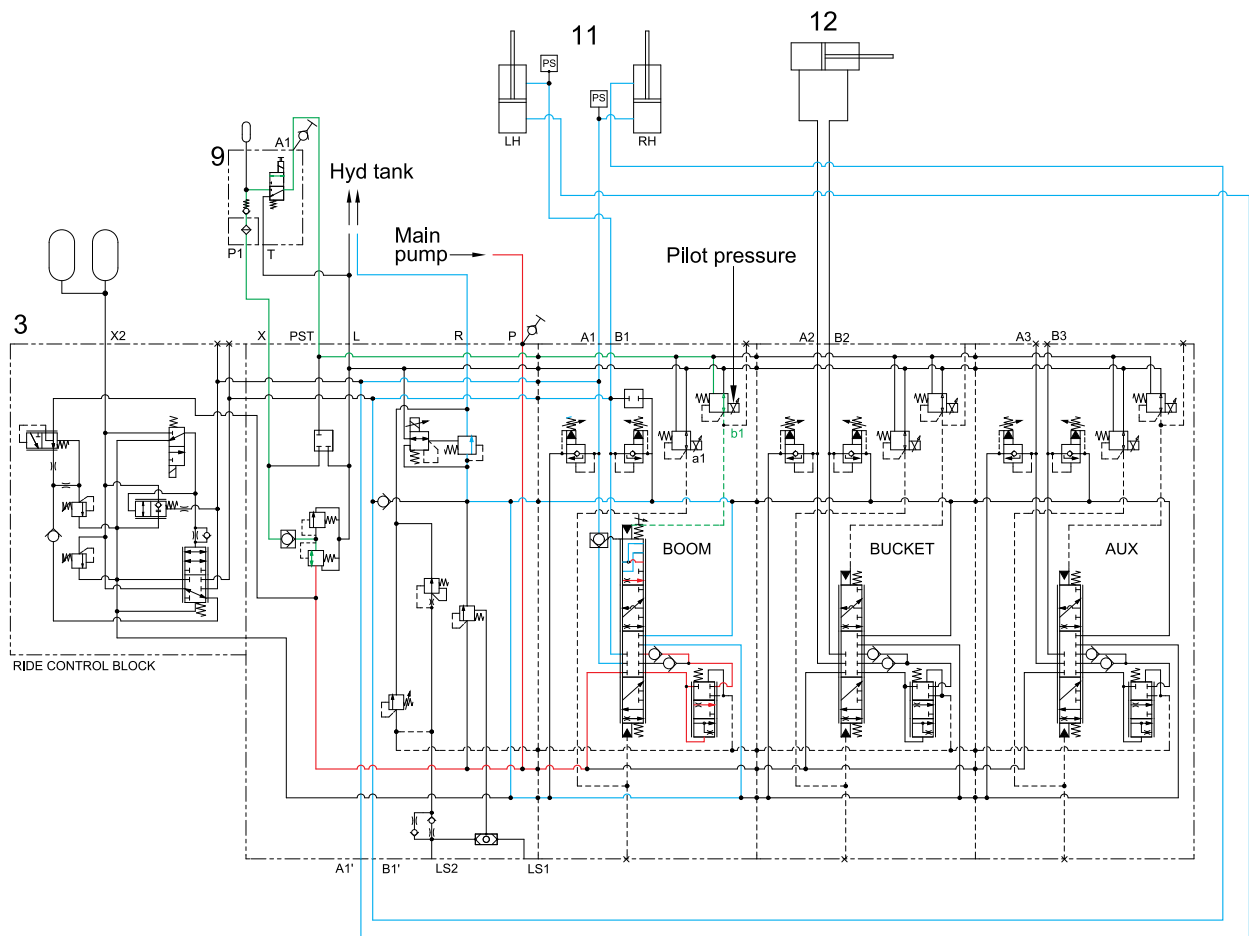 11
12
PS
PS
LH
RH
9
A1
Hyd tank
P1
T
Main
pump
Pilot pressure
3
X2
X
PST
L
R
P
A1
B1
A2
B2
A3
B3
b1
a1
BOOM
BUCKET
AUX
RIDE CONTROL BLOCK
A1'
B1'
LS2
LS1